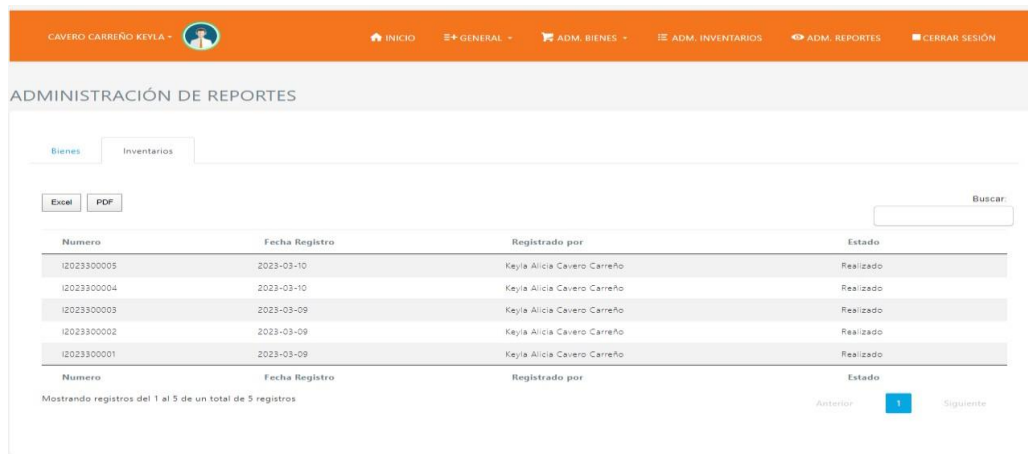 CAVERO CARREÑO KEYLA INICIO GENERAL ADM. BIENES ADM. INVENTARIOS ADM. REPORTES CERRAR SESIÓN
ADMINISTRACIÓN DE REPORTES
Bienes Inventarios
Excel PDF Buscar:
Numero Fecha Registro Registrado por Estado
I2023300005 2023-03-10 Keyla Alicia Cavero Carreño Realizado
I2023300004 2023-03-10 Keyla Alicia Cavero Carreño Realizado
I2023300003 2023-03-09 Keyla Alicia Cavero Carreño Realizado
I2023300002 2023-03-09 Keyla Alicia Cavero Carreño Realizado
I2023300001 2023-03-09 Keyla Alicia Cavero Carreño Realizado
Numero Fecha Registro Registrado por Estado
Mostrando registros del 1 al 5 de un total de 5 registros
Anterior 1 Siguiente